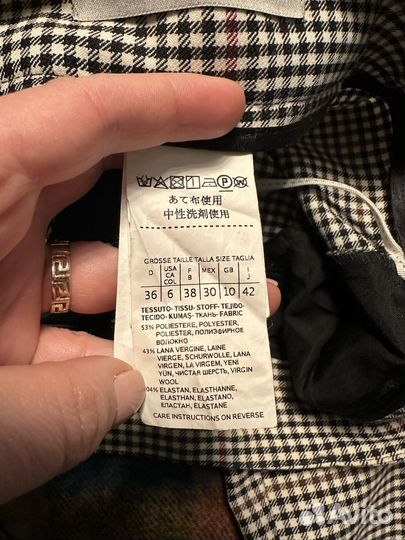 あて布使用
中性洗剤使用
GROSSE TAILLE TALLA SIZE TAGLIA
D USA CA COL F B MEX GB I J
36 6 38 30 10 42
TESSUTO- TISSU- STOFF- TEJIDO-
TECIDO- KUMAŞ- ТКАНЬ- FABRIC
53% POLIESTERE, POLYESTER,
POLYESTER, ПОЛИЭФИРНОЕ
ВОЛОКНО
43% LANA VERGINE, LAINE
VIERGE, SCHURWOLLE, LANA
VIRGEN, LA VIRGEM, YENI
YÜN, ЧИСТАЯ ШЕРСТЬ, VIRGIN
WOOL
04% ELASTAN, ELASTHANNE,
ELASTHAN, ELASTANO,
ЕЛАСТАН, ELASTANE
CARE INSTRUCTIONS ON REVERSE
Avito